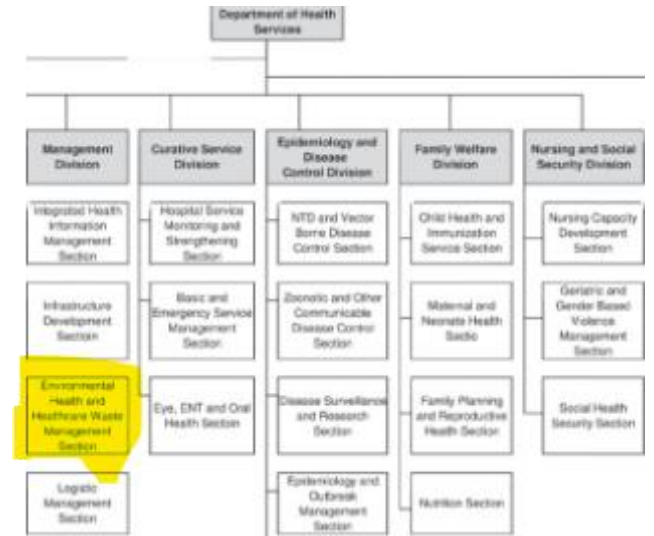 Department of Health
Services
Management
Division
Curative Service
Division
Epidemiology and
Disease
Control Division
Family Welfare
Division
Nursing and Social
Security Division
Integrated Health
Information
Management
Section
Hospital Service
Monitoring and
Strengthening
Section
NTD and Vector
Borne Disease
Control Section
Child Health and
Immunization
Service Section
Nursing Capacity
Development
Section
Infrastructure
Development
Section
Basic and
Emergency Service
Management
Section
Zoonotic and Other
Communicable
Disease Control
Section
Maternal and
Neonate Health
Sectio
Geriatric and
Gender Based
Violence
Management
Section
Environmental
Health and
Healthcare Waste
Management
Section
Eye, ENT and Oral
Health Section
Disease Surveillance
and Research
Section
Family Planning
and Reproductive
Health Section
Social Health
Security Section
Logistic
Management
Section
Epidemiology and
Outbreak
Management
Section
Nutrition Section